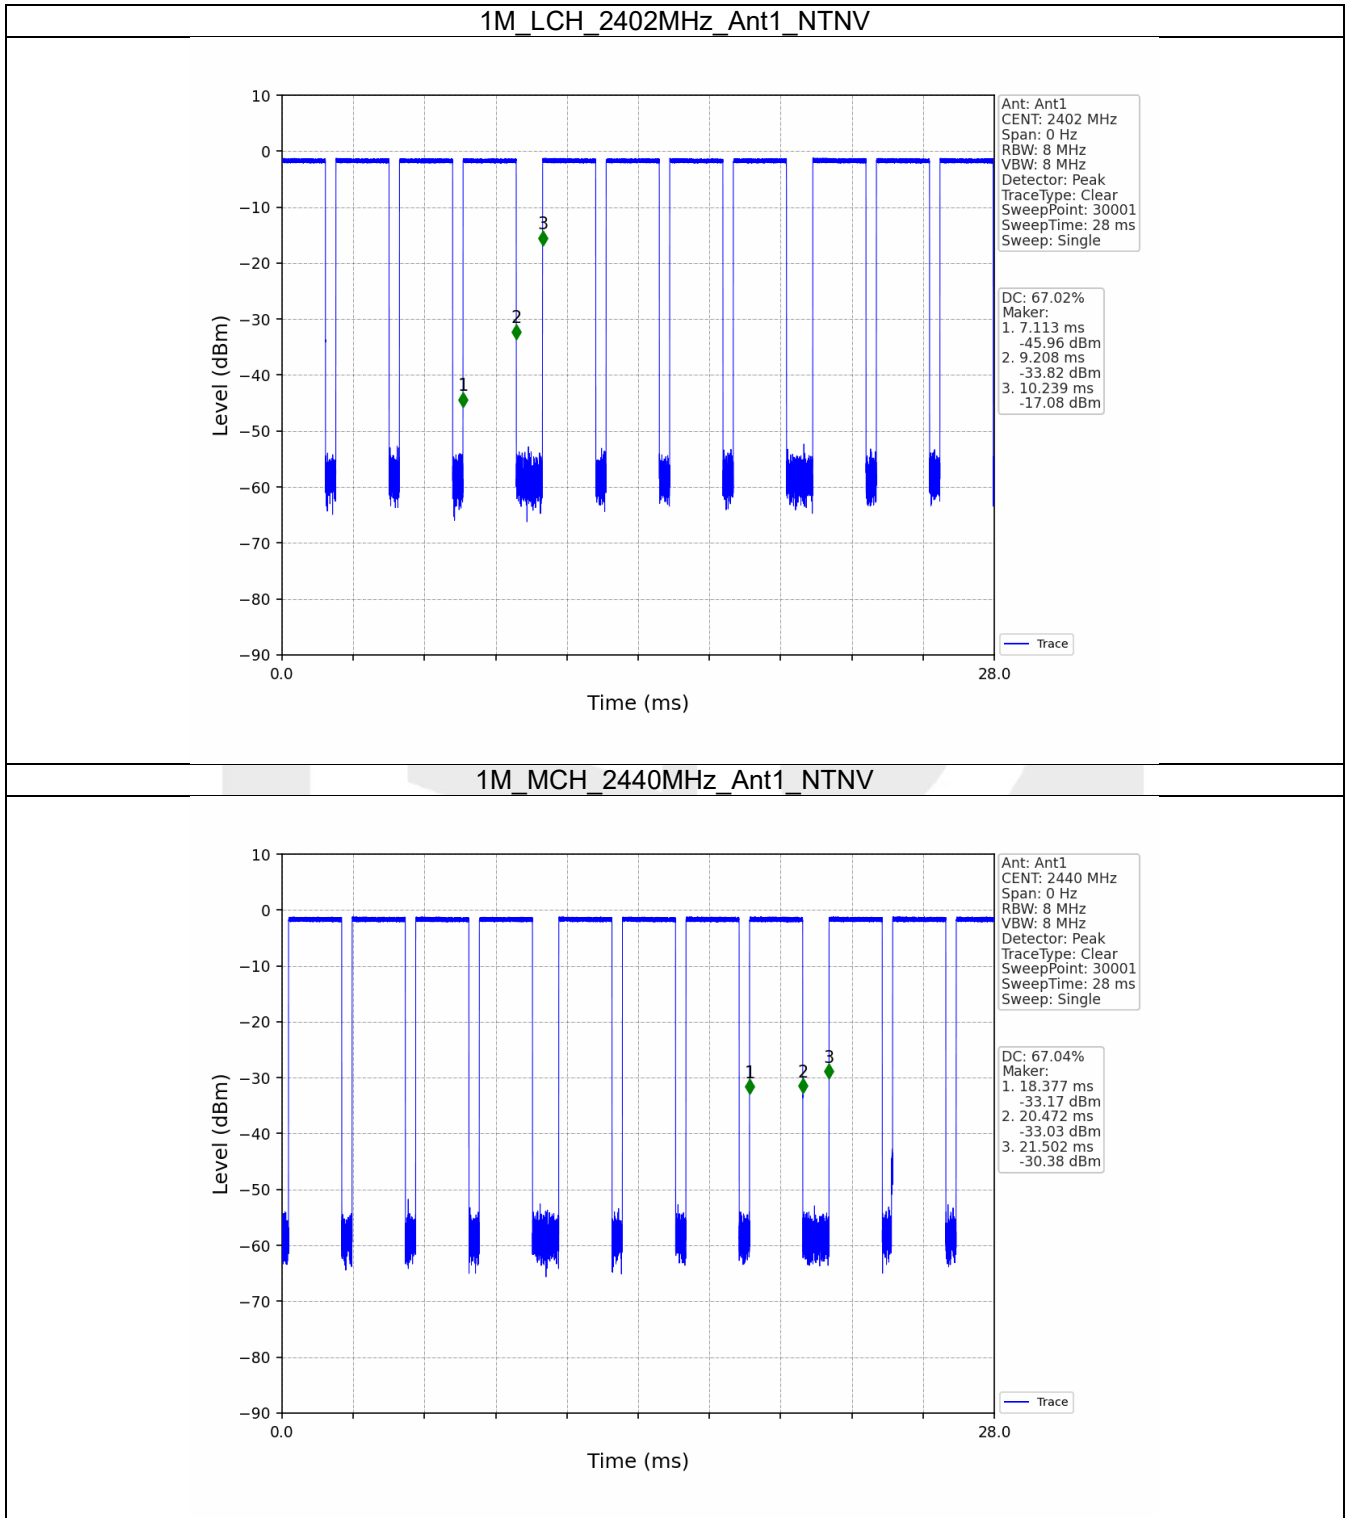 1M_LCH_2402MHz_Ant1_NTNV
10
0
−10
−20
−30
−40
−50
−60
−70
−80
−90
Level (dBm)
1
2
3
0.0
28.0
Time (ms)
Ant: Ant1
CENT: 2402 MHz
Span: 0 Hz
RBW: 8 MHz
VBW: 8 MHz
Detector: Peak
TraceType: Clear
SweepPoint: 30001
SweepTime: 28 ms
Sweep: Single
DC: 67.02%
Maker:
1. 7.113 ms
-45.96 dBm
2. 9.208 ms
-33.82 dBm
3. 10.239 ms
-17.08 dBm
Trace
1M_MCH_2440MHz_Ant1_NTNV
10
0
−10
−20
−30
−40
−50
−60
−70
−80
−90
Level (dBm)
1
2
3
0.0
28.0
Time (ms)
Ant: Ant1
CENT: 2440 MHz
Span: 0 Hz
RBW: 8 MHz
VBW: 8 MHz
Detector: Peak
TraceType: Clear
SweepPoint: 30001
SweepTime: 28 ms
Sweep: Single
DC: 67.04%
Maker:
1. 18.377 ms
-33.17 dBm
2. 20.472 ms
-33.03 dBm
3. 21.502 ms
-30.38 dBm
Trace